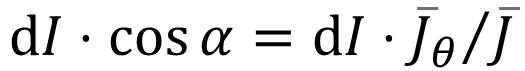 dI · cos α = dI · J̅_θ / J̅